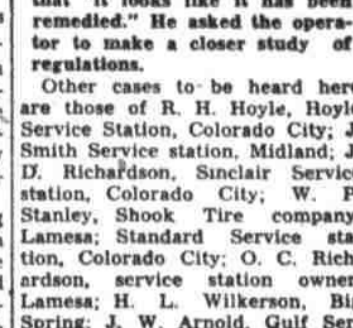 that "it looks like it has been
remedied." He asked the opera-
tor to make a closer study of
regulations.
Other cases to be heard here
are those of R. H. Hoyle, Hoyle
Service Station, Colorado City; J.
Smith Service station, Midland; J.
D. Richardson, Sinclair Service
station, Colorado City; W. P.
Stanley, Shook Tire company
Lamesa; Standard Service sta-
tion, Colorado City; O. C. Rich-
ardson, service station owner
Lamesa; H. L. Wilkerson, Big
Spring; J. W. Arnold, Gulf Ser-